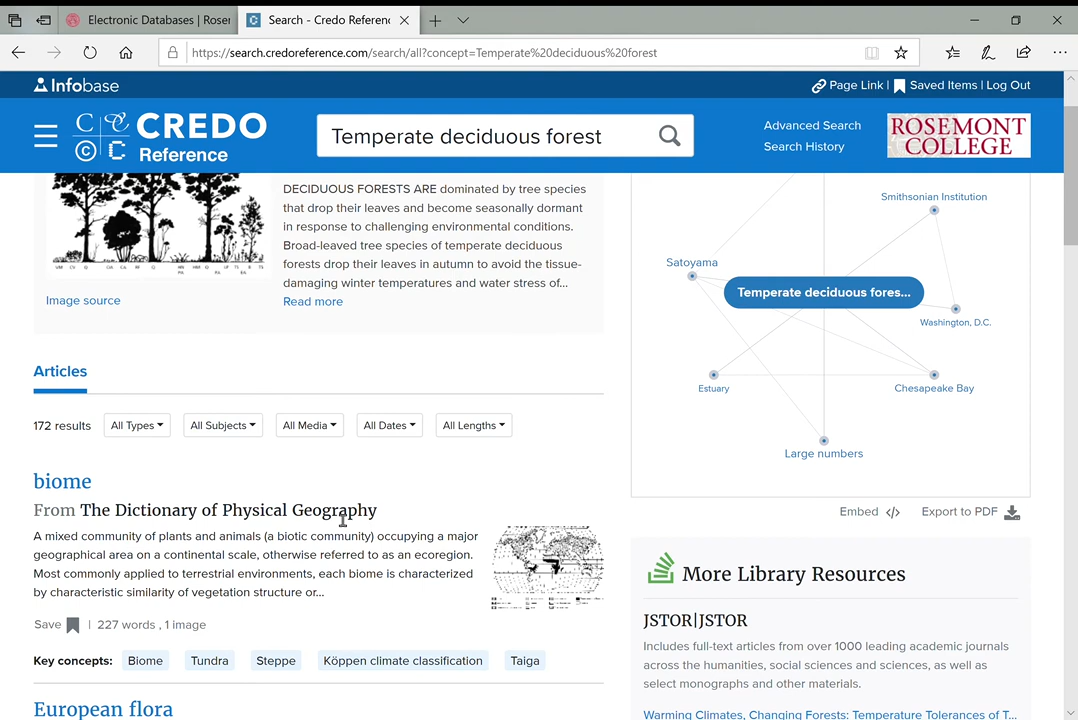 Electronic Databases | Roser
Search - Credo Referenc
https://search.credoreference.com/search/all?concept=Temperate%20deciduous%20forest
Infobase
Page Link | Saved Items | Log Out
CREDO
Reference
Temperate deciduous forest
Advanced Search
Search History
ROSEMONT
COLLEGE
DECIDUOUS FORESTS ARE dominated by tree species
that drop their leaves and become seasonally dormant
in response to challenging environmental conditions.
Broad-leaved tree species of temperate deciduous
forests drop their leaves in autumn to avoid the tissue-
damaging winter temperatures and water stress of...
Read more
Image source
Smithsonian Institution
Satoyama
Temperate deciduous fores...
Washington, D.C.
Estuary
Chesapeake Bay
Large numbers
Embed </>
Export to PDF
Articles
172 results
All Types
All Subjects
All Media
All Dates
All Lengths
biome
From The Dictionary of Physical Geography
A mixed community of plants and animals (a biotic community) occupying a major
geographical area on a continental scale, otherwise referred to as an ecoregion.
Most commonly applied to terrestrial environments, each biome is characterized
by characteristic similarity of vegetation structure or...
Save | 227 words , 1 image
Key concepts: Biome Tundra Steppe Köppen climate classification Taiga
European flora
More Library Resources
JSTOR|JSTOR
Includes full-text articles from over 1000 leading academic journals
across the humanities, social sciences and sciences, as well as
select monographs and other materials.
Warming Climates, Changing Forests: Temperature Tolerances of T...